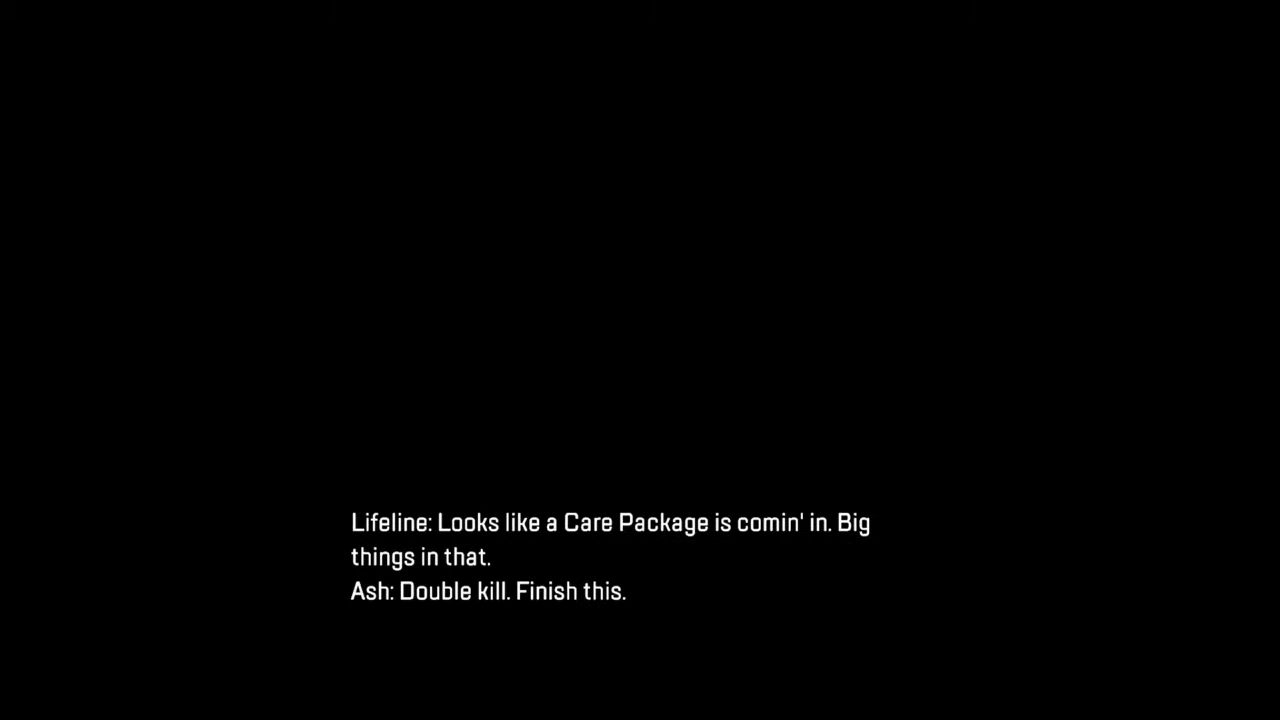 Lifeline: Looks like a Care Package is comin' in. Big
things in that.
Ash: Double kill. Finish this.